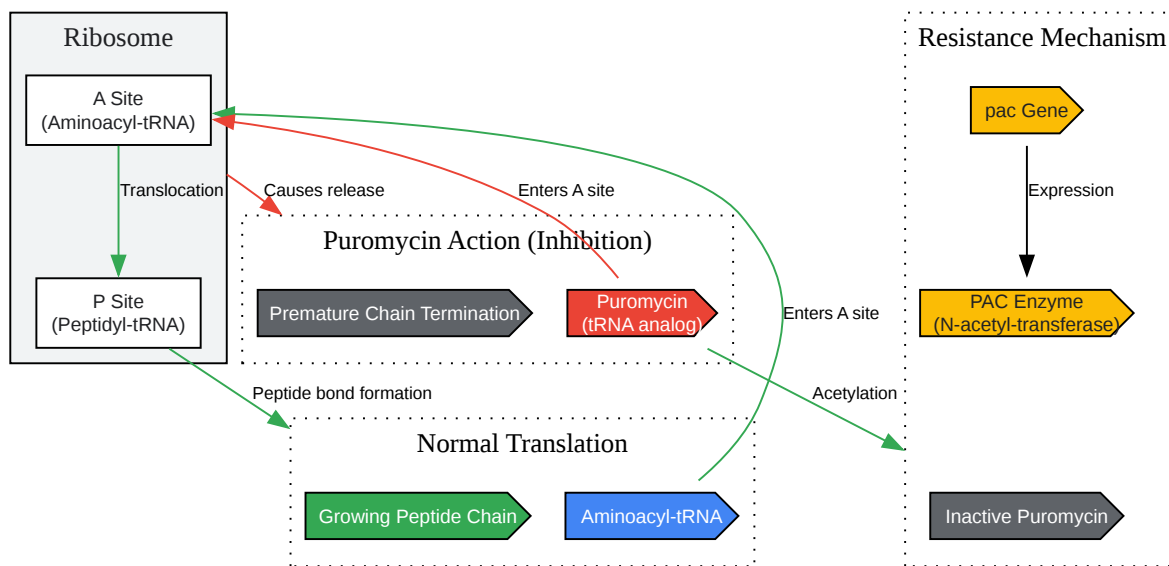 Ribosome
Resistance Mechanism
A Site
(Aminoacyl-tRNA)
pac Gene
Translocation
Causes release
Enters A site
Expression
Puromycin Action (Inhibition)
P Site
(Peptidyl-tRNA)
Premature Chain Termination
Puromycin
(tRNA analog)
Enters A site
PAC Enzyme
(N-acetyl-transferase)
Peptide bond formation
Acetylation
Normal Translation
Growing Peptide Chain
Aminoacyl-tRNA
Inactive Puromycin